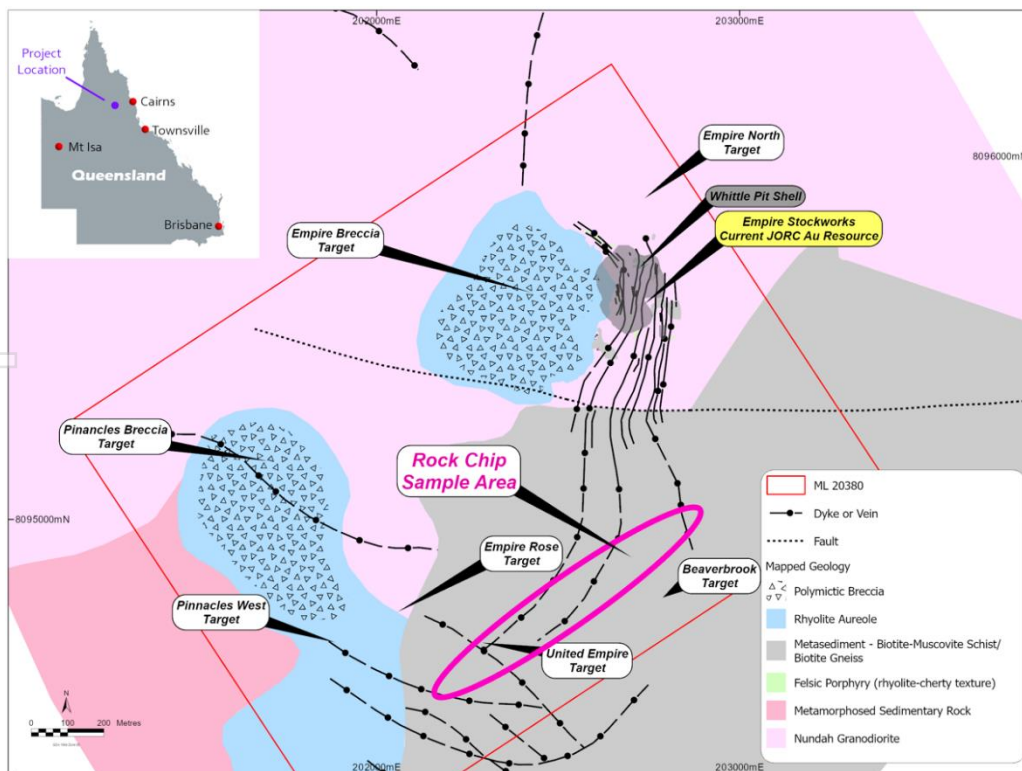 202000mE
203000mE
Project
Location
Cairns
Townsville
Mt Isa
Queensland
Brisbane
Empire North
Target
8096000mN
Whittle Pit Shell
Empire Stockworks
Current JORC Au Resource
Empire Breccia
Target
Pinancles Breccia
Target
Rock Chip
Sample Area
8095000mN
Empire Rose
Target
Beaverbrook
Target
Pinnacles West
Target
United Empire
Target
ML 20380
Dyke or Vein
Fault
Mapped Geology
Polymictic Breccia
Rhyolite Aureole
Metasediment - Biotite-Muscovite Schist/
Biotite Gneiss
Felsic Porphyry (rhyolite-cherty texture)
Metamorphosed Sedimentary Rock
Nundah Granodiorite
N
0 100 200 Metres
202000mE
203000mE